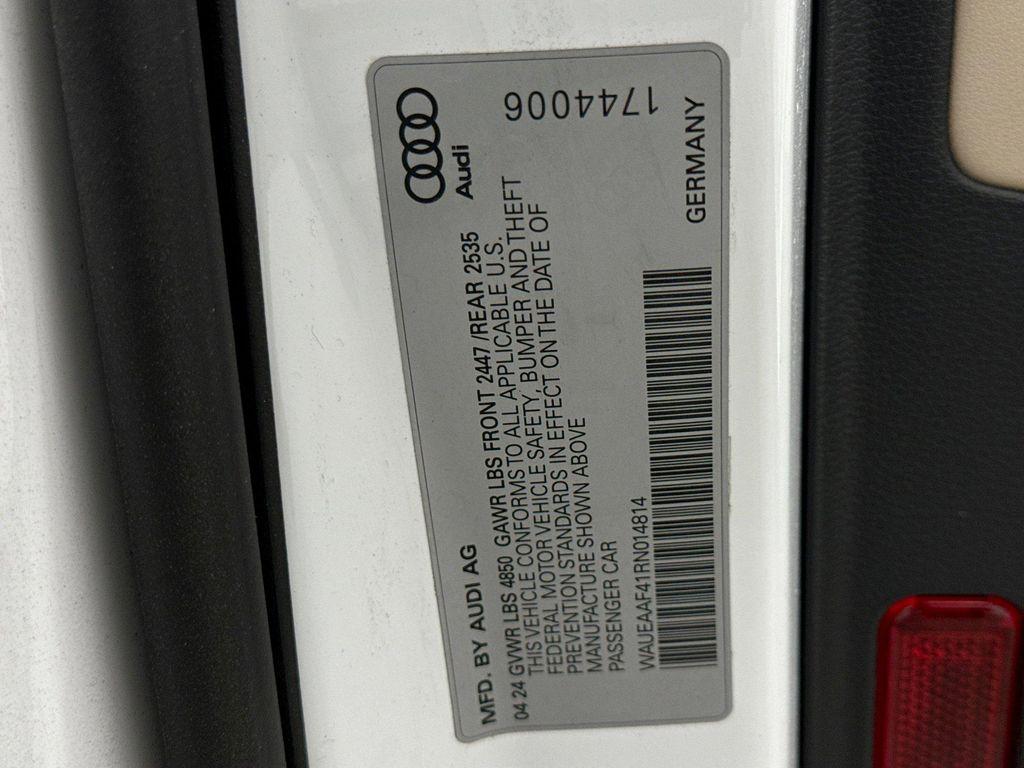 MFD. BY AUDI AG
Audi
04 24 GVWR LBS 4850 GAWR LBS FRONT 2447 /REAR 2535
THIS VEHICLE CONFORMS TO ALL APPLICABLE U.S.
FEDERAL MOTOR VEHICLE SAFETY, BUMPER AND THEFT
PREVENTION STANDARDS IN EFFECT ON THE DATE OF
MANUFACTURE SHOWN ABOVE
PASSENGER CAR
1744006
WAUEAAF41RN014814
GERMANY